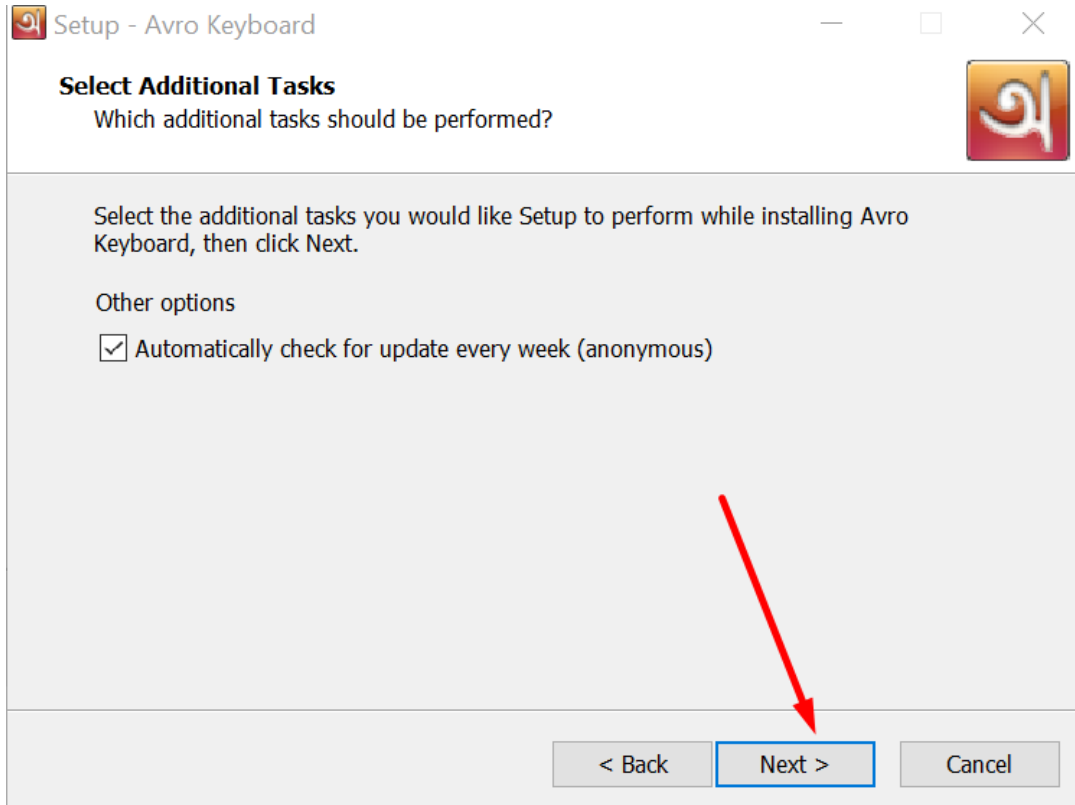 Setup - Avro Keyboard
Select Additional Tasks
Which additional tasks should be performed?
অ
Select the additional tasks you would like Setup to perform while installing Avro
Keyboard, then click Next.
Other options
Automatically check for update every week (anonymous)
< Back
Next >
Cancel